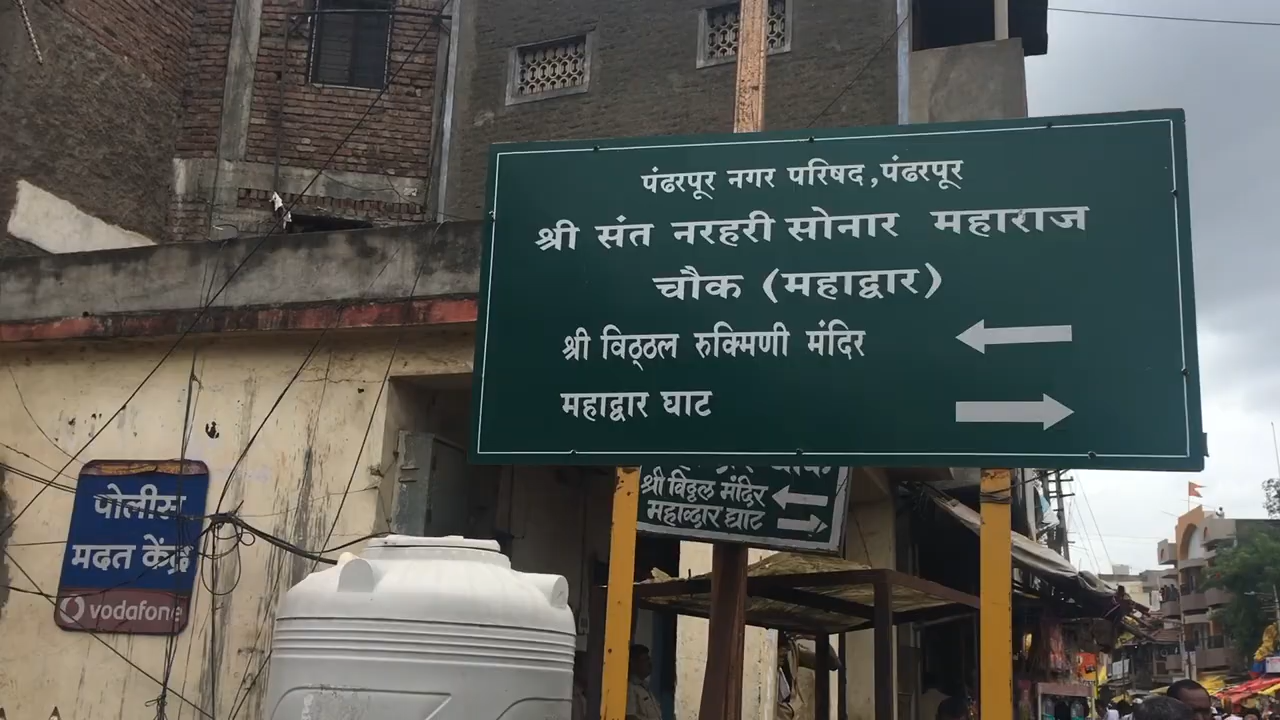 पंढरपूर नगर परिषद,पंढरपूर
श्री संत नरहरी सोनार महाराज
चौक (महाद्वार)
श्री विठ्ठल रुक्मिणी मंदिर
महाद्वार घाट
श्री विठ्ठल मंदिर
महाव्दार घाट
पोलीस
मदत केंद्र
vodafone